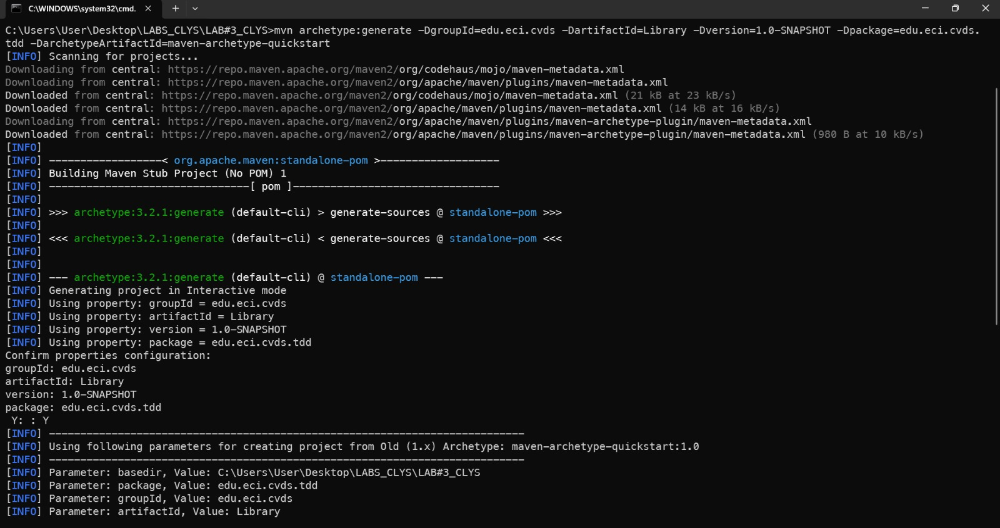 C:\WINDOWS\system32\cmd.
C:\Users\User\Desktop\LABS_CLYS\LAB#3_CLYS>mvn archetype:generate -DgroupId=edu.eci.cvds -DartifactId=Library -Dversion=1.0-SNAPSHOT -Dpackage=edu.eci.cvds.
tdd -DarchetypeArtifactId=maven-archetype-quickstart
[INFO] Scanning for projects...
Downloading from central: https://repo.maven.apache.org/maven2/org/codehaus/mojo/maven-metadata.xml
Downloading from central: https://repo.maven.apache.org/maven2/org/apache/maven/plugins/maven-metadata.xml
Downloaded from central: https://repo.maven.apache.org/maven2/org/codehaus/mojo/maven-metadata.xml (21 kB at 23 kB/s)
Downloaded from central: https://repo.maven.apache.org/maven2/org/apache/maven/plugins/maven-metadata.xml (14 kB at 16 kB/s)
Downloading from central: https://repo.maven.apache.org/maven2/org/apache/maven/plugins/maven-archetype-plugin/maven-metadata.xml
Downloaded from central: https://repo.maven.apache.org/maven2/org/apache/maven/plugins/maven-archetype-plugin/maven-metadata.xml (980 B at 10 kB/s)
[INFO]
[INFO] ------------------< org.apache.maven:standalone-pom >-------------------
[INFO] Building Maven Stub Project (No POM) 1
[INFO] --------------------------------[ pom ]---------------------------------
[INFO]
[INFO] >>> archetype:3.2.1:generate (default-cli) > generate-sources @ standalone-pom >>>
[INFO]
[INFO] <<< archetype:3.2.1:generate (default-cli) < generate-sources @ standalone-pom <<<
[INFO]
[INFO]
[INFO] --- archetype:3.2.1:generate (default-cli) @ standalone-pom ---
[INFO] Generating project in Interactive mode
[INFO] Using property: groupId = edu.eci.cvds
[INFO] Using property: artifactId = Library
[INFO] Using property: version = 1.0-SNAPSHOT
[INFO] Using property: package = edu.eci.cvds.tdd
Confirm properties configuration:
groupId: edu.eci.cvds
artifactId: Library
version: 1.0-SNAPSHOT
package: edu.eci.cvds.tdd
 Y: : Y
[INFO] ----------------------------------------------------------------------------
[INFO] Using following parameters for creating project from Old (1.x) Archetype: maven-archetype-quickstart:1.0
[INFO] ----------------------------------------------------------------------------
[INFO] Parameter: basedir, Value: C:\Users\User\Desktop\LABS_CLYS\LAB#3_CLYS
[INFO] Parameter: package, Value: edu.eci.cvds.tdd
[INFO] Parameter: groupId, Value: edu.eci.cvds
[INFO] Parameter: artifactId, Value: Library